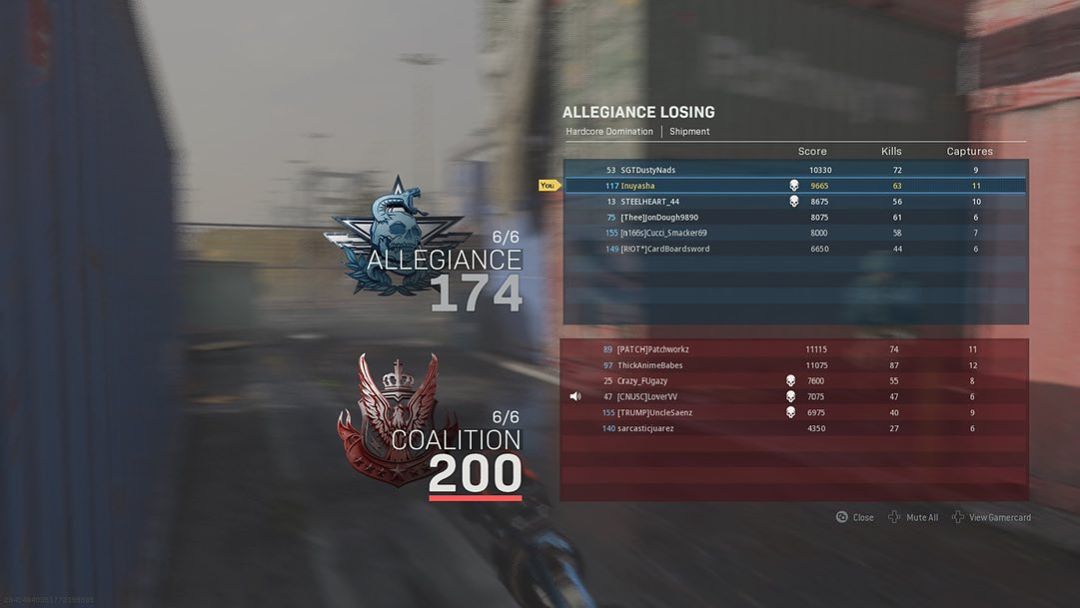 ALLEGIANCE LOSING
Hardcore Domination | Shipment
Score Kills Captures
53 SGTDustyNads 10330 72 9
You 117 Inuyasha 9665 63 11
13 STEELHEART_44 8675 56 10
75 [Thee]JonDough9890 8075 61 6
155 [n166s]Cucci_Smacker69 8000 58 7
149 [R!OT*]CardBoardsword 6650 44 6
6/6
ALLEGIANCE
174
89 [PATCH]Patchworkz 11115 74 11
97 ThickAnimeBabes 11075 87 12
25 Crazy_FUgazy 7600 55 8
47 [CNUSC]LoverVV 7075 47 6
155 [TRUMP]UncleSaenz 6975 40 9
140 sarcasticjuarez 4350 27 6
6/6
COALITION
200
Close Mute All View Gamercard